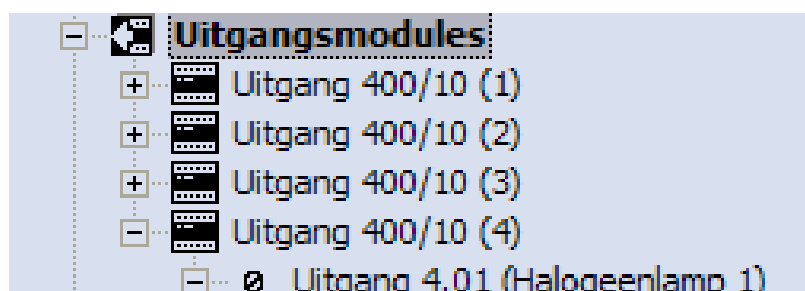 Uitgangsmodules
Uitgang 400/10 (1)
Uitgang 400/10 (2)
Uitgang 400/10 (3)
Uitgang 400/10 (4)
Uitgang 4.01 (Halogeenlamp 1)